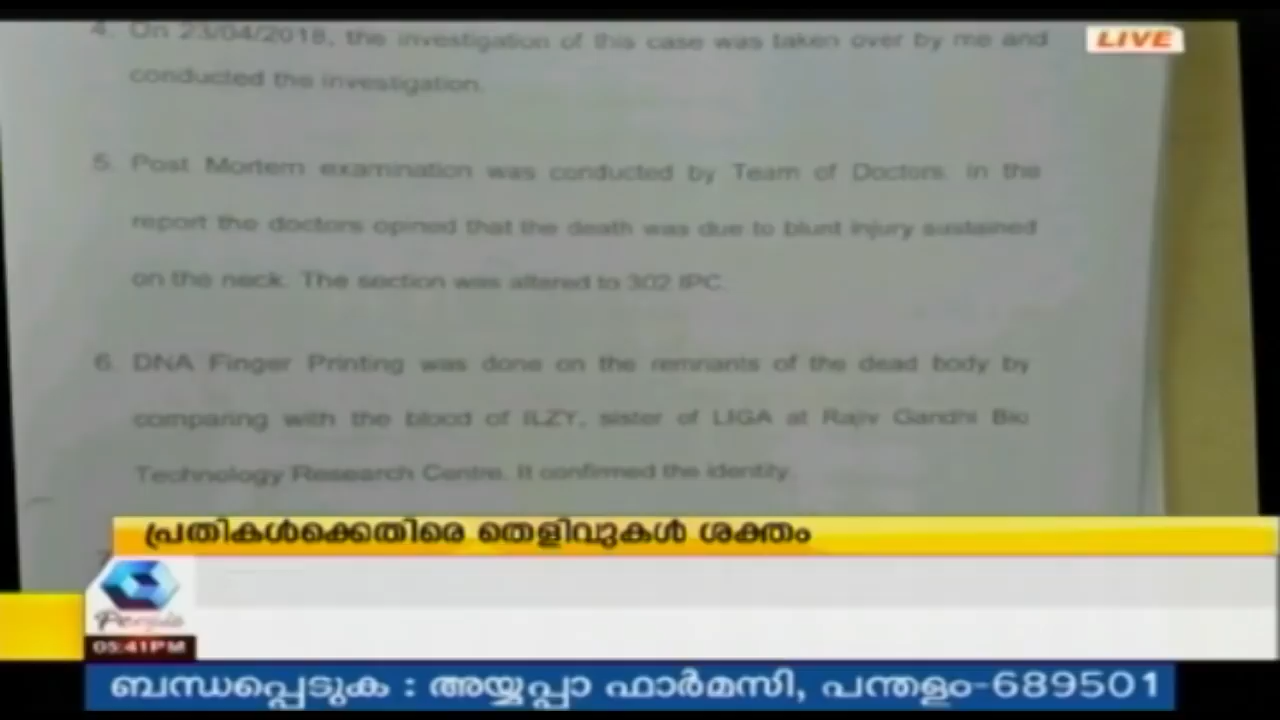 4. On 23/04/2018, the investigation of this case was taken over by me and
LIVE
conducted the investigation.
5. Post Mortem examination was conducted by Team of Doctors. In the
report the doctors opined that the death was due to blunt injury sustained
on the neck. The section was altered to 302 IPC.
6. DNA Finger Printing was done on the remnants of the dead body by
comparing with the blood of ILZY, sister of LIGA at Rajiv Gandhi Bio
Technology Research Centre. It confirmed the identity.
പ്രതികൾക്കെതിരെ തെളിവുകൾ ശക്തം
People
05:41PM
ബന്ധപ്പെടുക : അയ്യപ്പാ ഫാർമസി, പന്തളം-689501